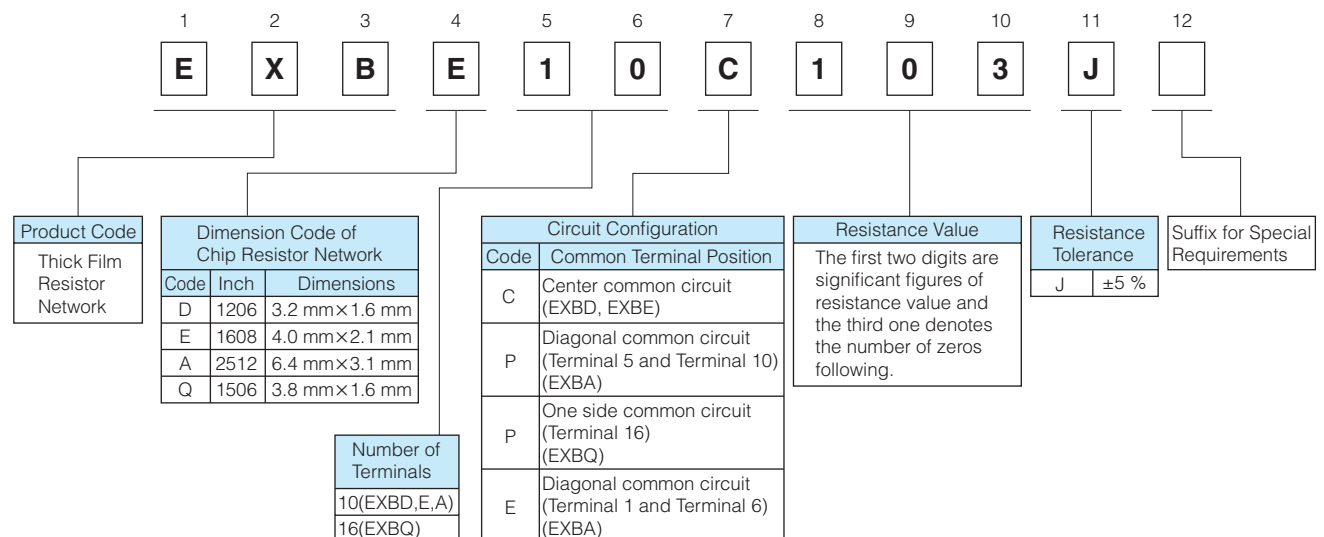 1 2 3 4 5 6 7 8 9 10 11 12
E X B E 1 0 C 1 0 3 J
Product Code
Thick Film
Resistor
Network
Dimension Code of
Chip Resistor Network
Code Inch Dimensions
D 1206 3.2 mm×1.6 mm
E 1608 4.0 mm×2.1 mm
A 2512 6.4 mm×3.1 mm
Q 1506 3.8 mm×1.6 mm
Number of
Terminals
10(EXBD,E,A)
16(EXBQ)
Circuit Configuration
Code Common Terminal Position
C Center common circuit
(EXBD, EXBE)
P Diagonal common circuit
(Terminal 5 and Terminal 10)
(EXBA)
P One side common circuit
(Terminal 16)
(EXBQ)
E Diagonal common circuit
(Terminal 1 and Terminal 6)
(EXBA)
Resistance Value
The first two digits are
significant figures of
resistance value and
the third one denotes
the number of zeros
following.
Resistance
Tolerance
J ±5 %
Suffix for Special
Requirements